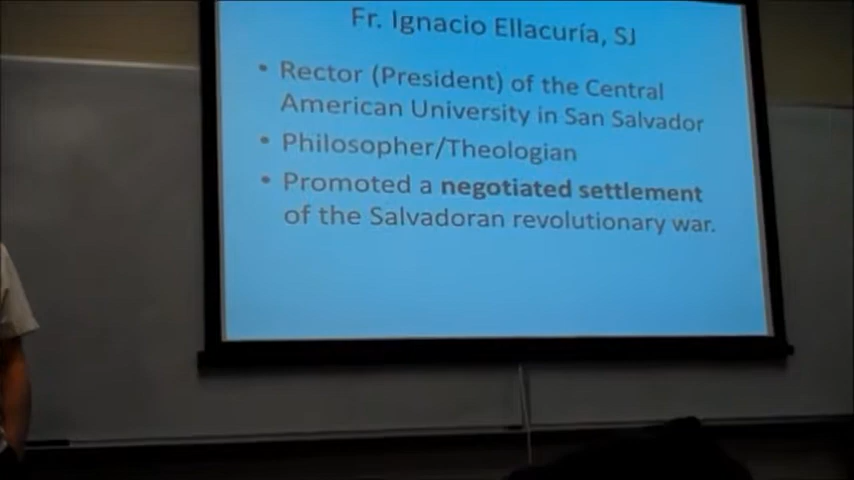 Fr. Ignacio Ellacuría, SJ
• Rector (President) of the Central
American University in San Salvador
• Philosopher/Theologian
• Promoted a negotiated settlement
of the Salvadoran revolutionary war.